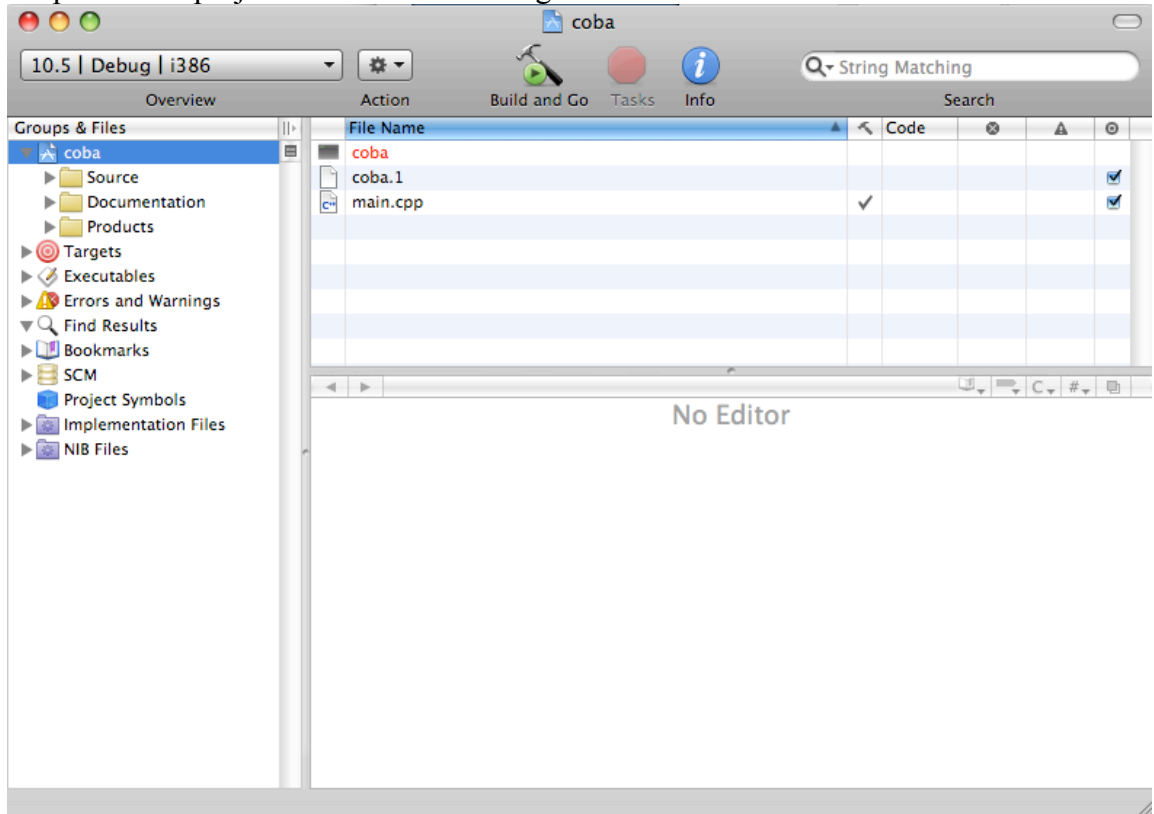 coba
10.5 | Debug | i386
String Matching
Overview Action Build and Go Tasks Info Search
Groups & Files File Name Code
coba coba
Source coba.1
Documentation main.cpp
Products
Targets
Executables
Errors and Warnings
Find Results
Bookmarks
SCM
Project Symbols
Implementation Files
NIB Files
C #
No Editor